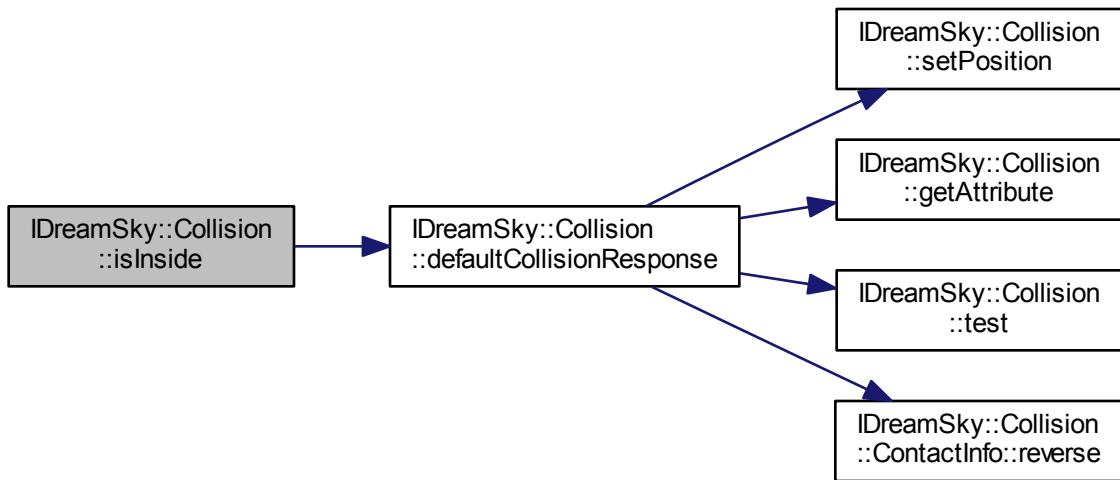 IDreamSky::Collision
::isInside
IDreamSky::Collision
::defaultCollisionResponse
IDreamSky::Collision
::setPosition
IDreamSky::Collision
::getAttribute
IDreamSky::Collision
::test
IDreamSky::Collision
::ContactInfo::reverse